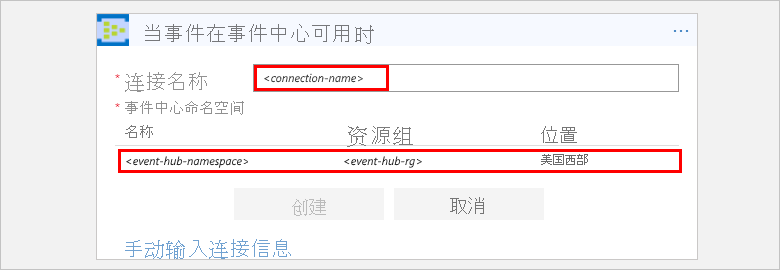 当事件在事件中心可用时
...
* 连接名称 <connection-name>
* 事件中心命名空间
名称 资源组 位置
<event-hub-namespace> <event-hub-rg> 美国西部
创建 取消
手动输入连接信息